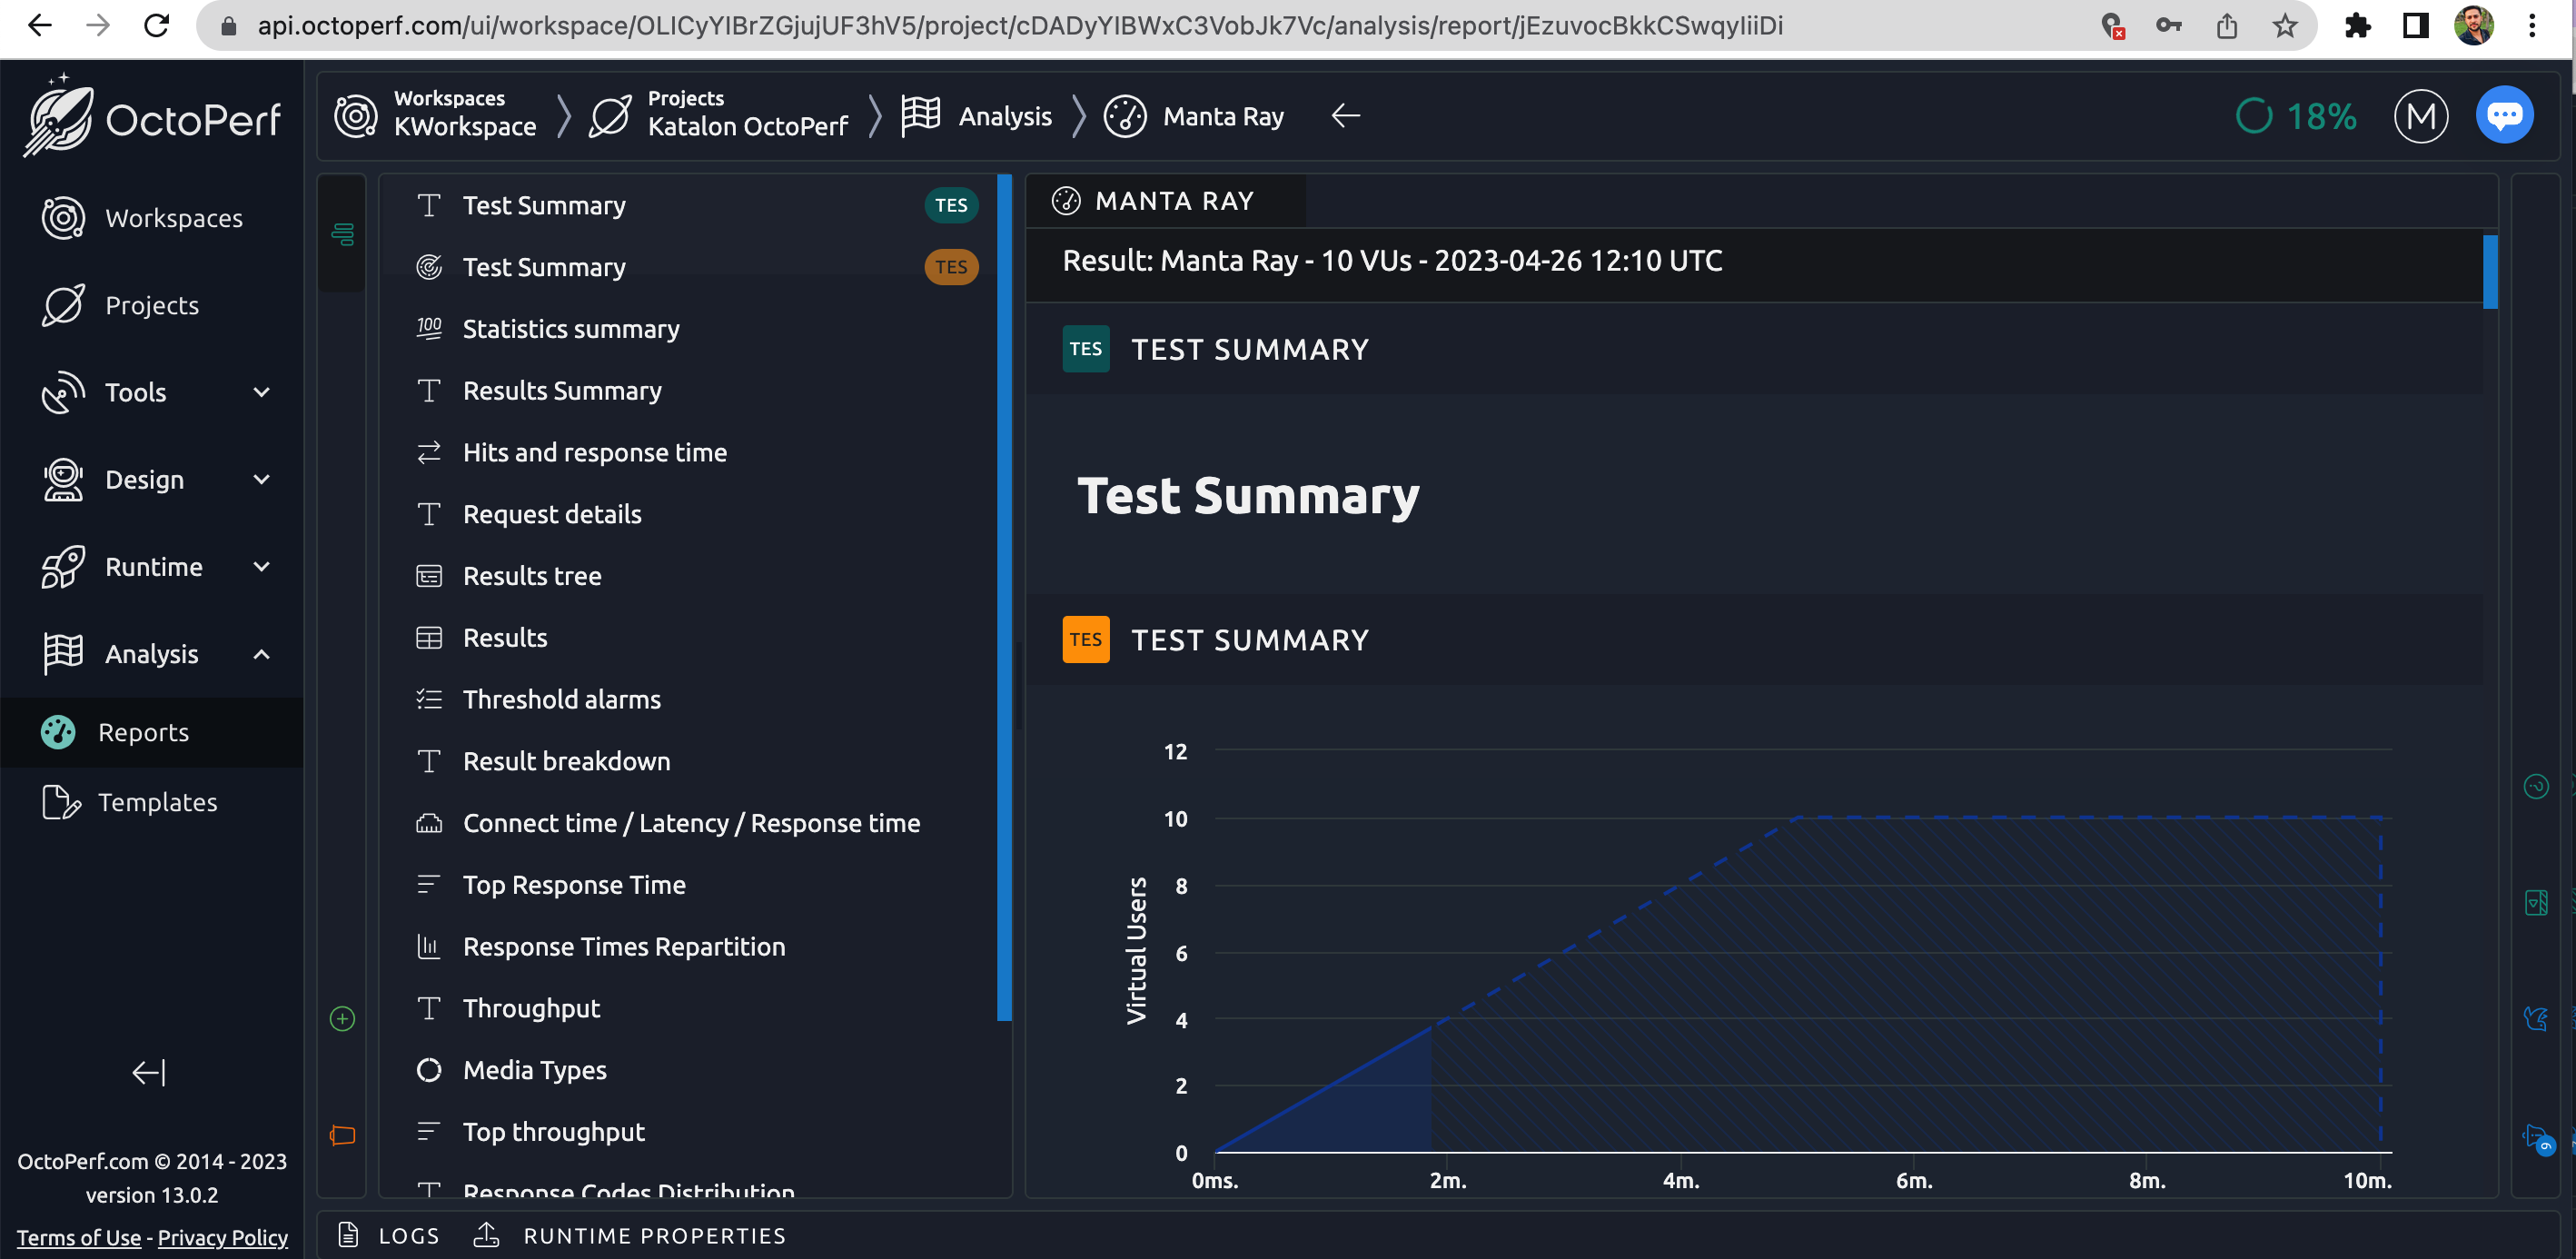 api.octoperf.com/ui/workspace/OLICyYIBrZGjujUF3hV5/project/cDADyYIBWxC3VobJk7Vc/analysis/report/jEzuvocBkkCSwqyIiiDi
OctoPerf
Workspaces
KWorkspace
Projects
Katalon OctoPerf
Analysis
Manta Ray
18%
M
Workspaces
Projects
Tools
Design
Runtime
Analysis
Reports
Templates
OctoPerf.com © 2014 - 2023
version 13.0.2
Terms of Use - Privacy Policy
Test Summary TES
Test Summary TES
100 Statistics summary
Results Summary
Hits and response time
Request details
Results tree
Results
Threshold alarms
Result breakdown
Connect time / Latency / Response time
Top Response Time
Response Times Repartition
Throughput
Media Types
Top throughput
Response Codes Distribution
MANTA RAY
Result: Manta Ray - 10 VUs - 2023-04-26 12:10 UTC
TES TEST SUMMARY
Test Summary
TES TEST SUMMARY
Virtual Users
12
10
8
6
4
2
0
0ms. 2m. 4m. 6m. 8m. 10m.
9
LOGS RUNTIME PROPERTIES